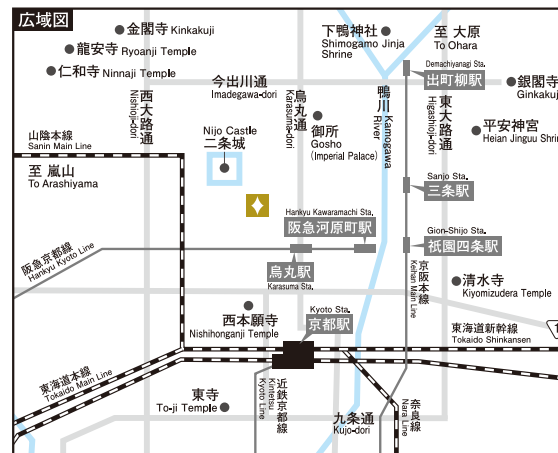 広域図
金閣寺 Kinkakuji
龍安寺 Ryoanji Temple
仁和寺 Ninnaji Temple
下鴨神社
Shimogamo Jinja
Shrine
至 大原
To Ohara
Demachiyanagi Sta.
出町柳駅
銀閣寺
Ginkakuj
今出川通
Imadegawa-dori
西大路通
Nishioji-dori
烏丸通
Karasuma-dori
鴨川 Kamogawa
River
東大路通
Higashioji-dori
御所
Gosho
(Imperial Palace)
平安神宮
Heian Jinguu Shrine
山陰本線
Sanin Main Line
Nijo Castle
二条城
至 嵐山
To Arashiyama
Sanjo Sta.
三条駅
Hankyu Kawaramachi Sta.
阪急河原町駅
Gion-Shijo Sta.
祇園四条駅
阪急京都線
Hankyu Kyoto Line
烏丸駅
Karasuma Sta.
京阪本線
Keihan Main Line
清水寺
Kiyomizudera Temple
西本願寺
Nishihonganji Temple
Kyoto Sta.
京都駅
東海道新幹線
Tokaido Shinkansen
1
東海道本線
Tokaido Main Line
東寺
To-ji Temple
近鉄京都線
Kintetsu
Kyoto Line
九条通
Kujo-dori
奈良線
Nara Line